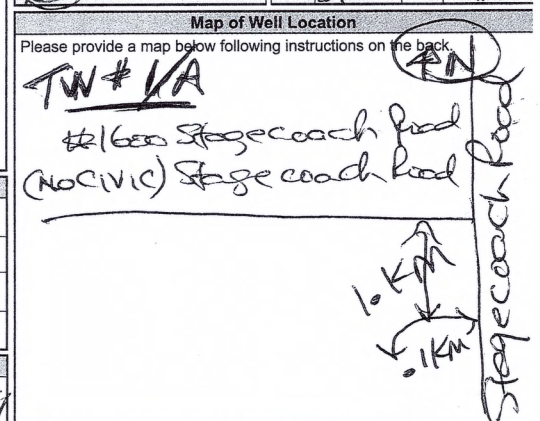 Map of Well Location
Please provide a map below following instructions on the back.
N
TW # 1/A
#1600 Stagecoach Road
(No CIVIC) Stagecoach Road
1.KM
.1KM
Stagecoach Road